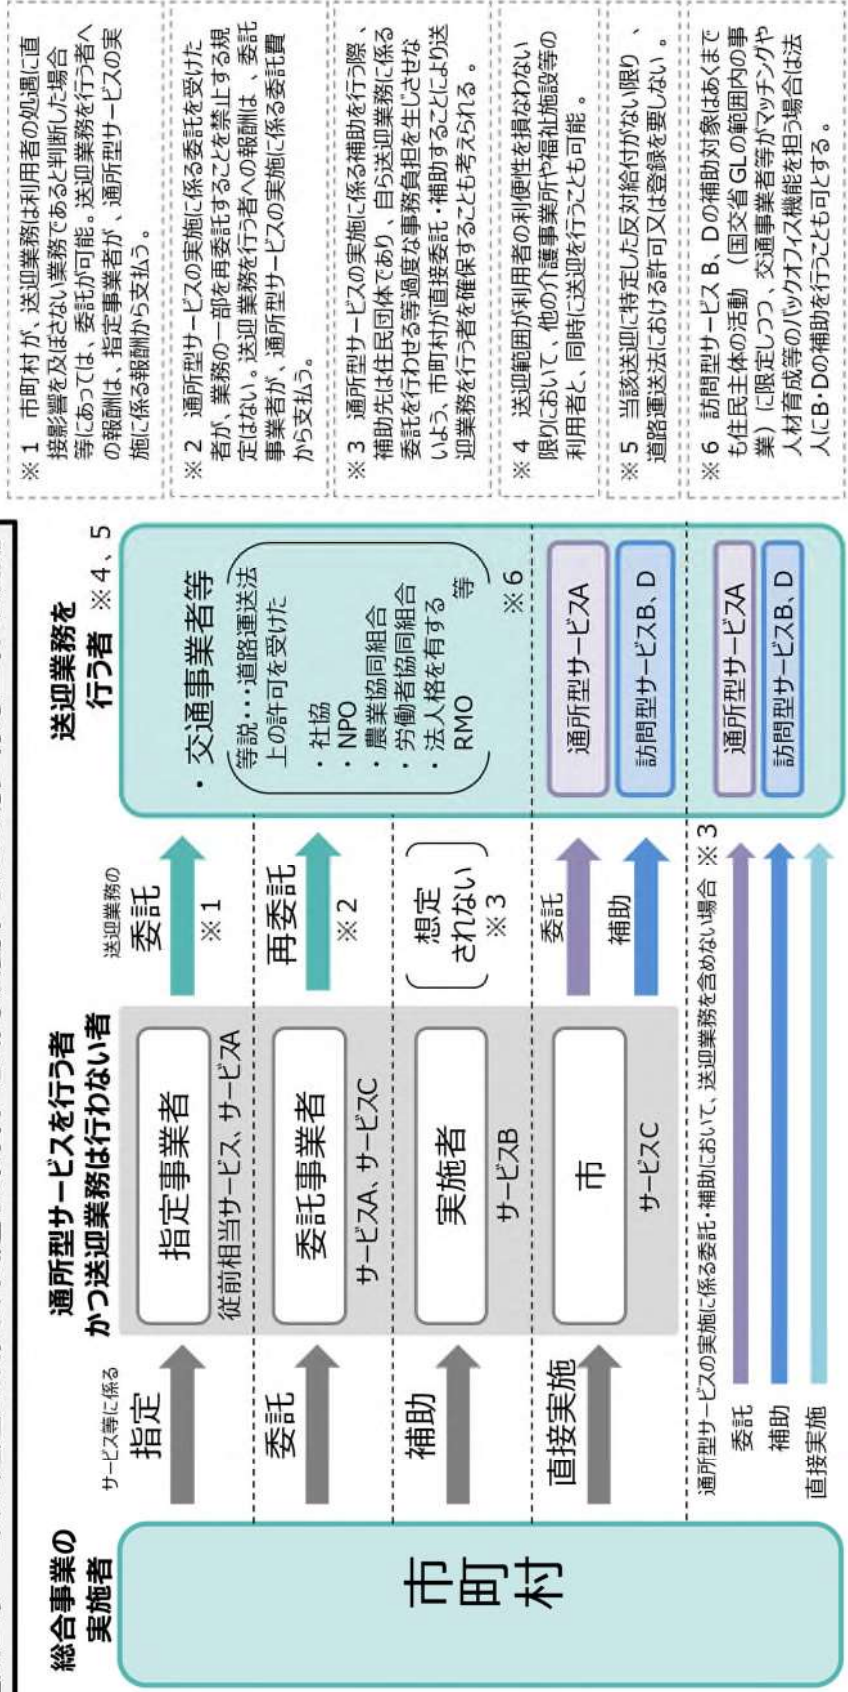 総合事業の
実施者
市町村
サービス等に係る
指定
委託
補助
直接実施
通所型サービスを行う者
かつ送迎業務は行わない者
指定事業者
従前相当サービス、サービスA
委託事業者
サービスA、サービスC
実施者
サービスB
市
サービスC
送迎業務の
委託
※1
再委託
※2
想定
されない
※3
委託
補助
通所型サービスの実施に係る委託・補助において、送迎業務を含めない場合 ※3
委託
補助
直接実施
送迎業務を
行う者 ※4、5
・交通事業者等
等説・・・道路運送法
上の許可を受けた
・社協
・NPO
・農業協同組合
・労働者協同組合
・法人格を有する
RMO 等
※6
通所型サービスA
訪問型サービスB、D
通所型サービスA
訪問型サービスB、D
※1 市町村が、送迎業務は利用者の処遇に直
接影響を及ぼさない業務であると判断した場合
等にあっては、委託が可能。送迎業務を行う者へ
の報酬は、指定事業者が、通所型サービスの実
施に係る報酬から支払う。
※2 通所型サービスの実施に係る委託を受けた
者が、業務の一部を再委託することを禁止する規
定はない。送迎業務を行う者への報酬は、委託
事業者が、通所型サービスの実施に係る委託費
から支払う。
※3 通所型サービスの実施に係る補助を行う際、
補助先は住民団体であり、自ら送迎業務に係る
委託を行わせる等過度な事務負担を生じさせな
いよう、市町村が直接委託・補助することにより送
迎業務を行う者を確保することも考えられる。
※4 送迎範囲が利用者の利便性を損なわない
限りにおいて、他の介護事業所や福祉施設等の
利用者と、同時に送迎を行うことも可能。
※5 当該送迎に特定した反対給付がない限り、
道路運送法における許可又は登録を要しない。
※6 訪問型サービスB、Dの補助対象はあくまで
も住民主体の活動（国交省GLの範囲内の事
業）に限定しつつ、交通事業者等がマッチングや
人材育成等のバックオフィス機能を担う場合は法
人にB・Dの補助を行うことも可とする。